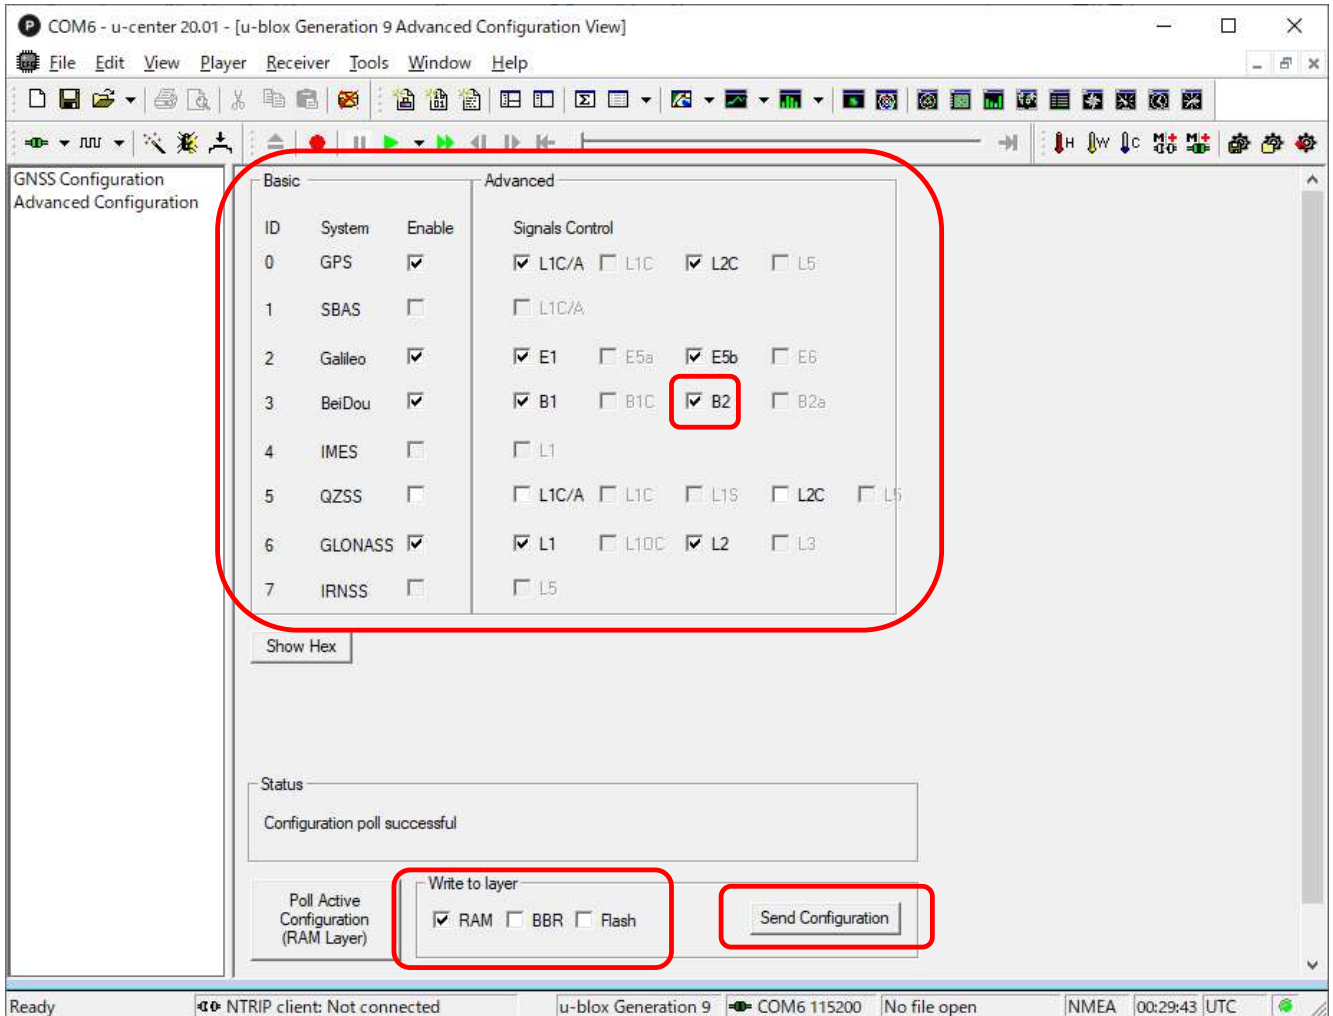 COM6 - u-center 20.01 - [u-blox Generation 9 Advanced Configuration View]
File Edit View Player Receiver Tools Window Help
GNSS Configuration
Advanced Configuration
Basic Advanced
ID System Enable Signals Control
0 GPS L1C/A L1C L2C L5
1 SBAS L1C/A
2 Galileo E1 E5a E5b E6
3 BeiDou B1 B1C B2 B2a
4 IMES L1
5 QZSS L1C/A L1C L1S L2C L5
6 GLONASS L1 L1OC L2 L3
7 IRNSS L5
Show Hex
Status
Configuration poll successful
Poll Active
Configuration
(RAM Layer)
Write to layer
RAM BBR Flash
Send Configuration
Ready NTRIP client: Not connected u-blox Generation 9 COM6 115200 No file open NMEA 00:29:43 UTC